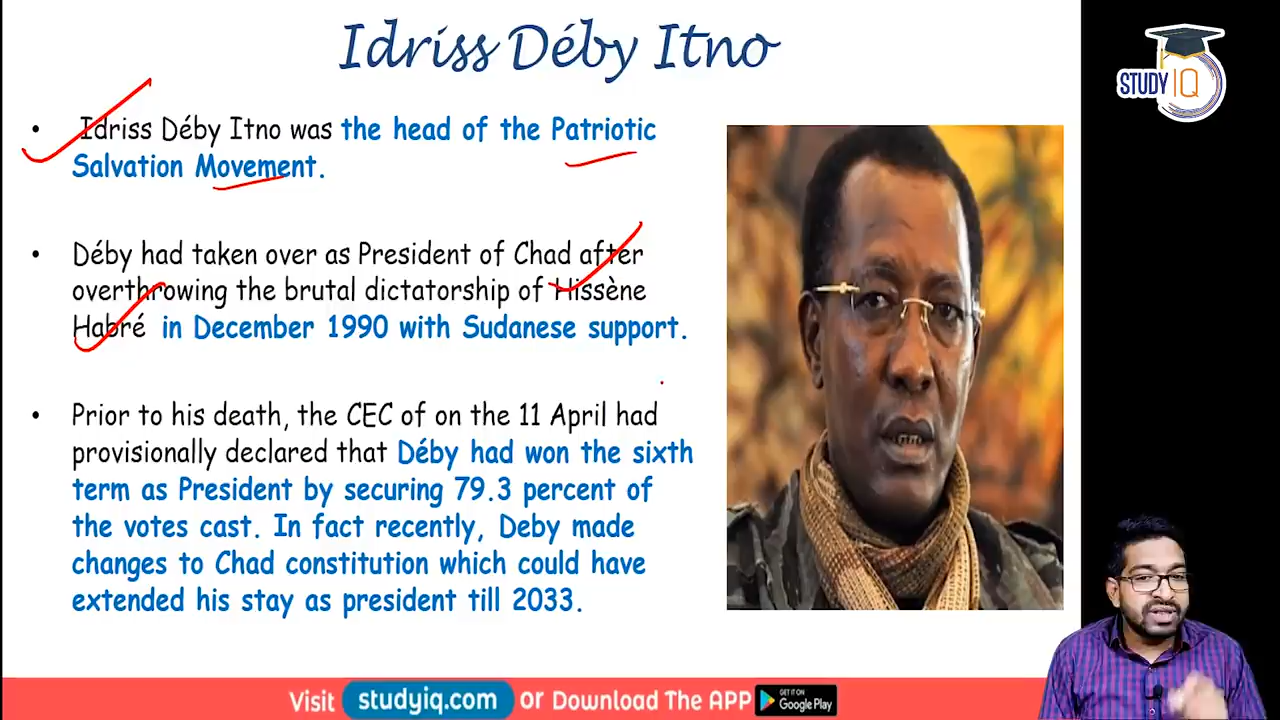 Idriss Déby Itno
STUDY IQ
• Idriss Déby Itno was the head of the Patriotic
Salvation Movement.
• Déby had taken over as President of Chad after
overthrowing the brutal dictatorship of Hissène
Habré in December 1990 with Sudanese support.
• Prior to his death, the CEC of on the 11 April had
provisionally declared that Déby had won the sixth
term as President by securing 79.3 percent of
the votes cast. In fact recently, Deby made
changes to Chad constitution which could have
extended his stay as president till 2033.
Visit studyiq.com or Download The APP GET IT ON Google Play